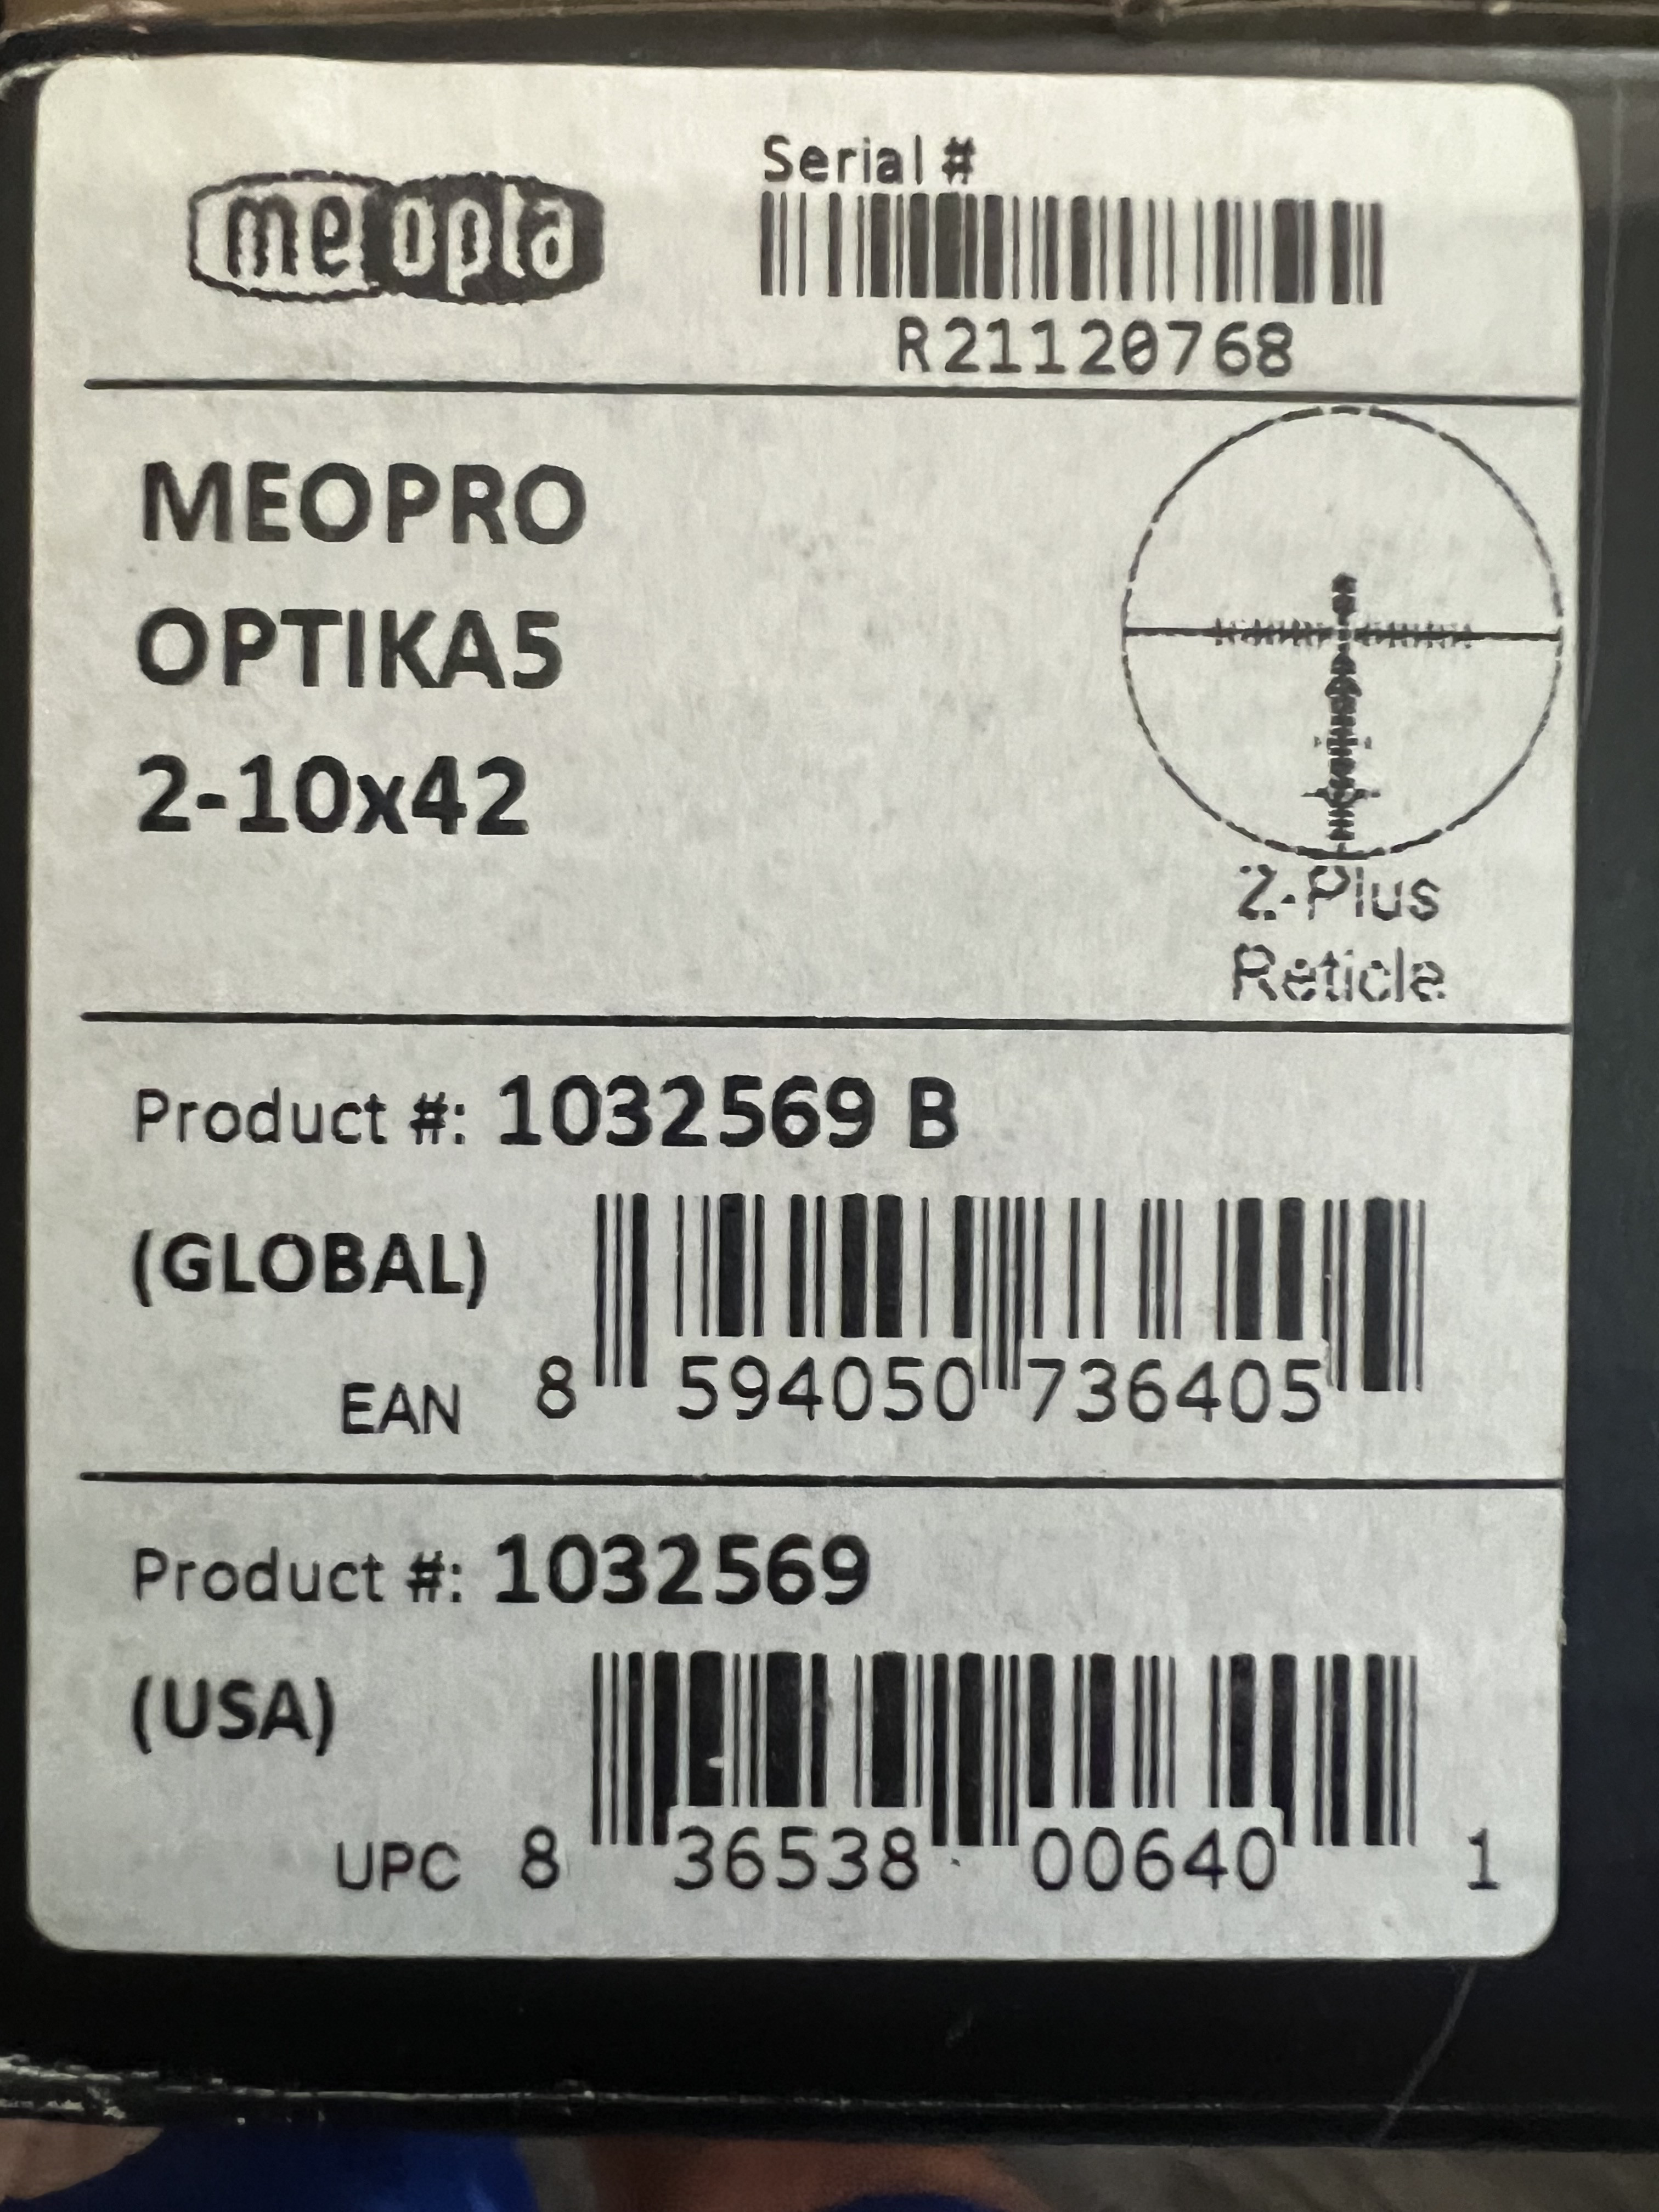 meopta
Serial #
R21120768
MEOPRO
OPTIKA5
2-10x42
Z-Plus
Reticle
Product #: 1032569 B
(GLOBAL)
EAN 8 594050 736405
Product #: 1032569
(USA)
UPC 8 36538 00640 1